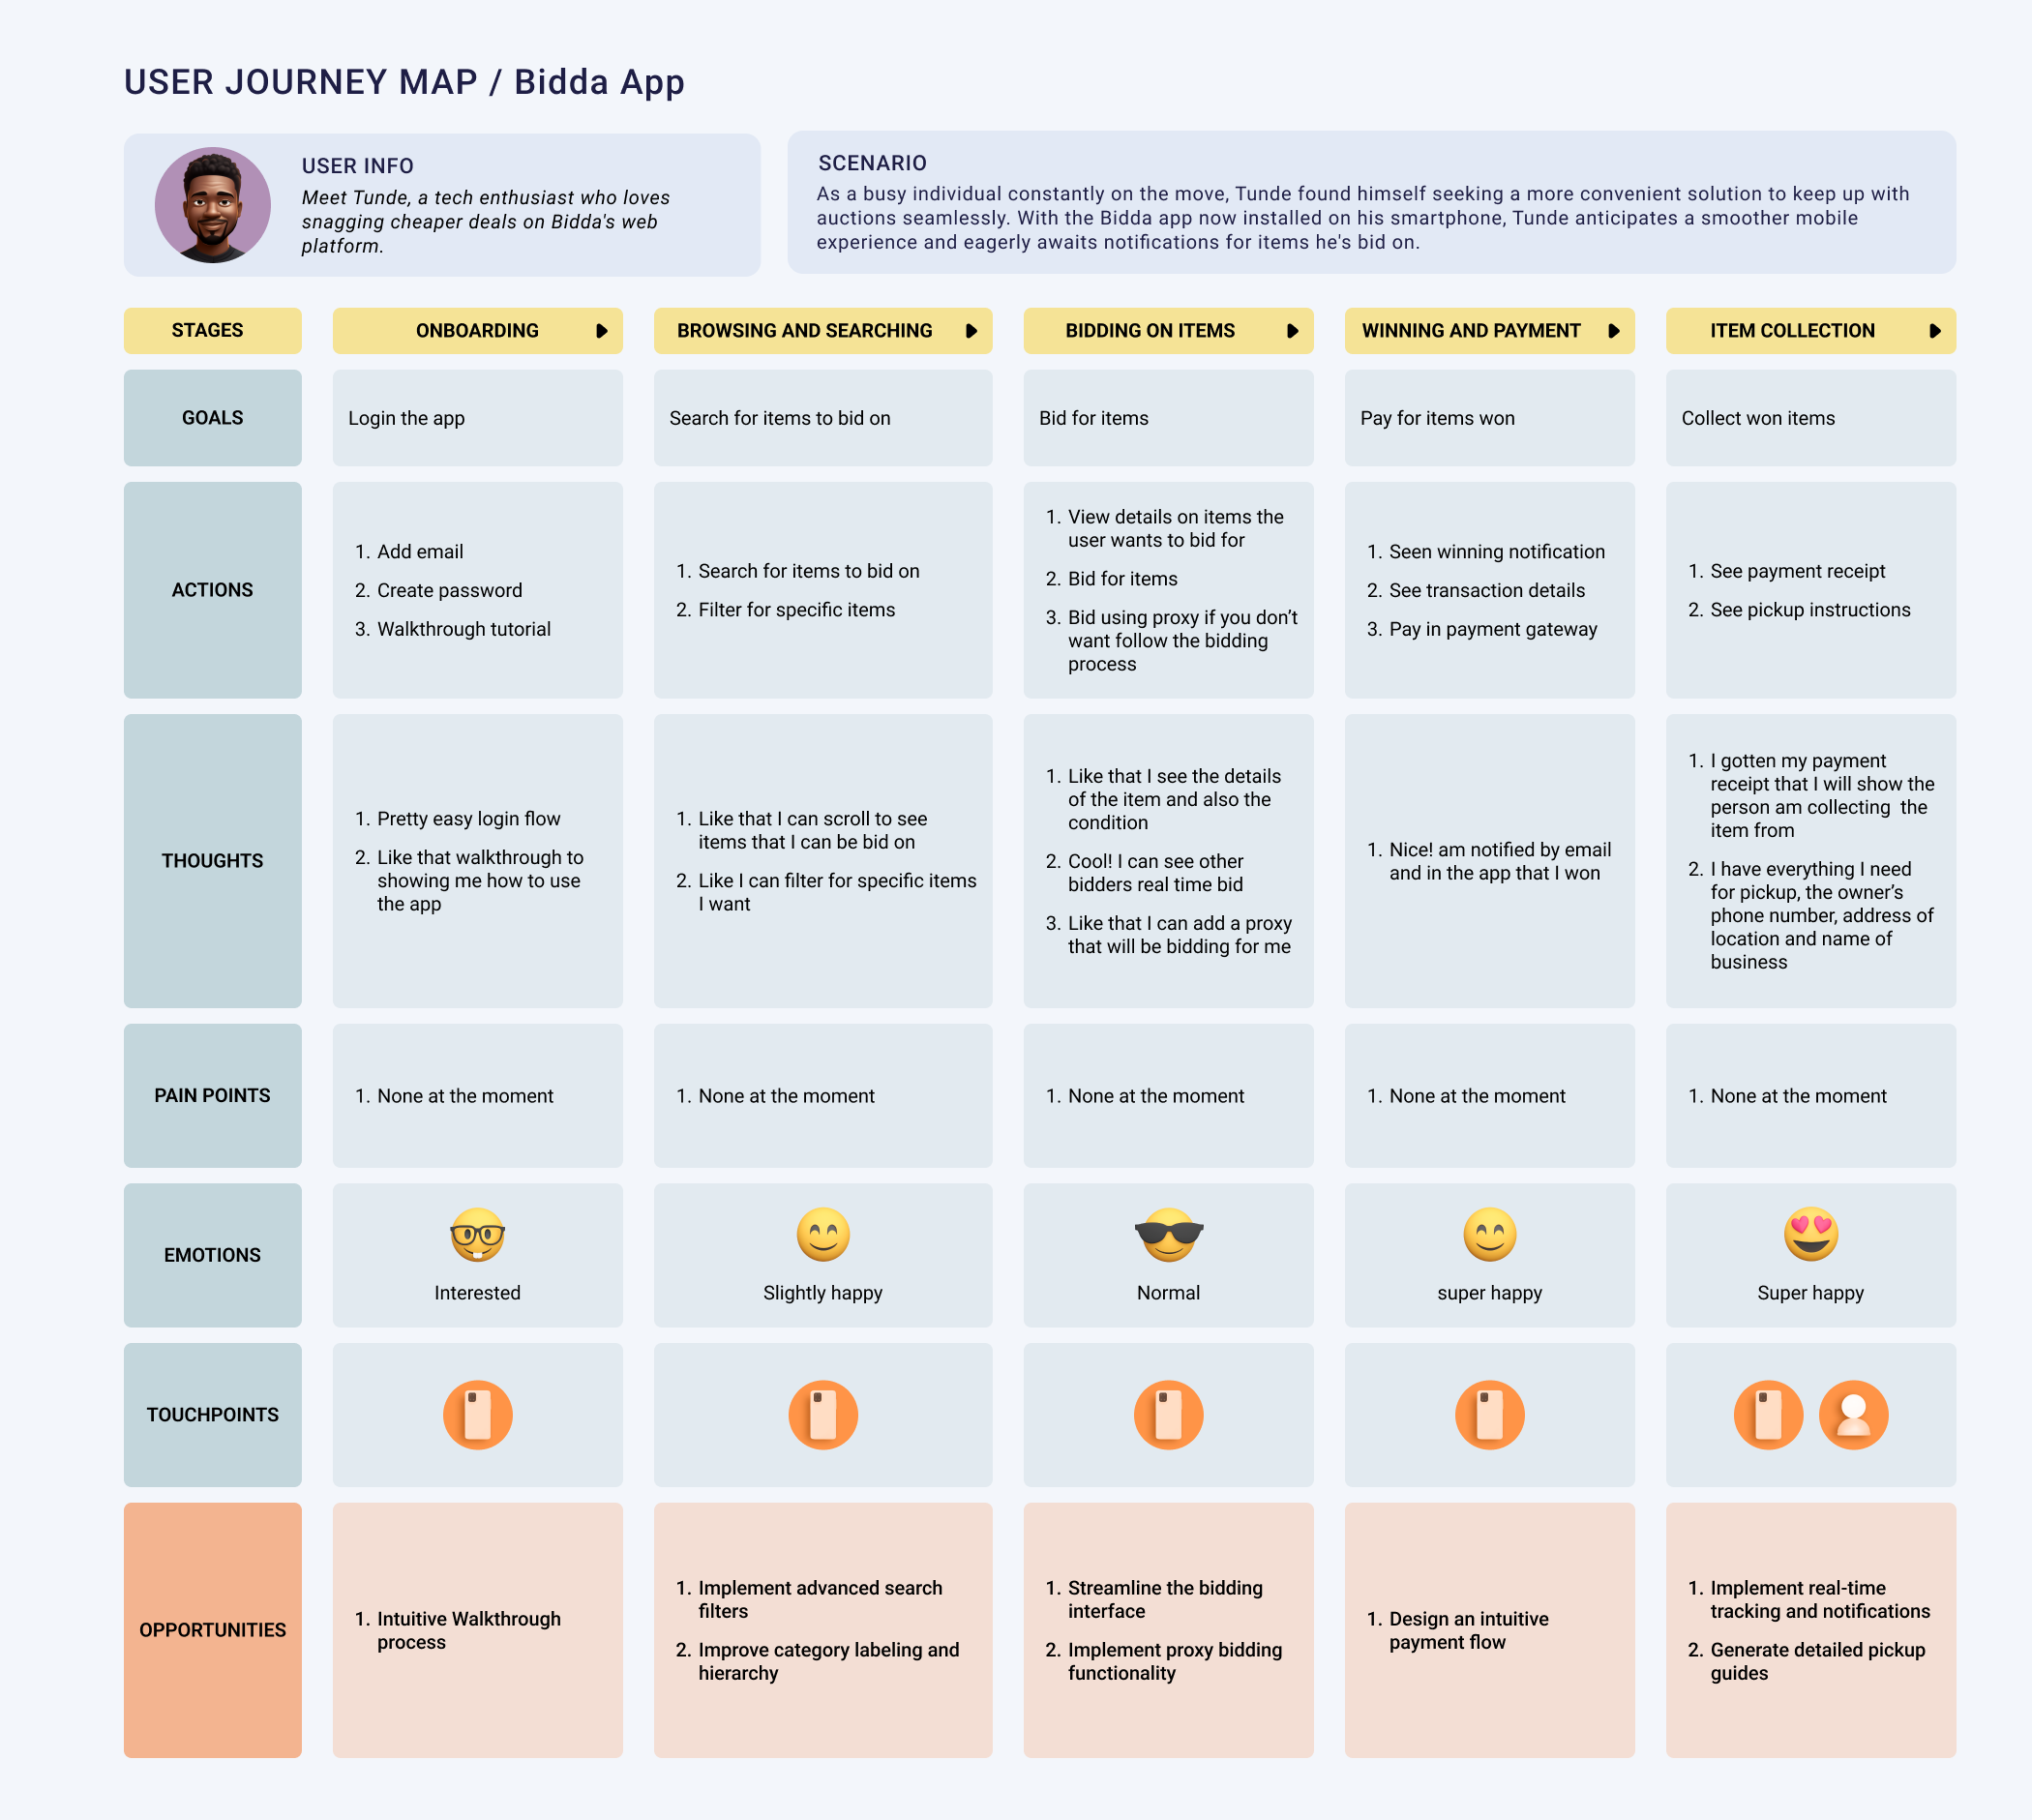 USER JOURNEY MAP / Bidda App
USER INFO
Meet Tunde, a tech enthusiast who loves
snagging cheaper deals on Bidda's web
platform.
SCENARIO
As a busy individual constantly on the move, Tunde found himself seeking a more convenient solution to keep up with
auctions seamlessly. With the Bidda app now installed on his smartphone, Tunde anticipates a smoother mobile
experience and eagerly awaits notifications for items he's bid on.
STAGES
ONBOARDING
BROWSING AND SEARCHING
BIDDING ON ITEMS
WINNING AND PAYMENT
ITEM COLLECTION
GOALS
Login the app
Search for items to bid on
Bid for items
Pay for items won
Collect won items
ACTIONS
1. Add email
2. Create password
3. Walkthrough tutorial
1. Search for items to bid on
2. Filter for specific items
1. View details on items the
user wants to bid for
2. Bid for items
3. Bid using proxy if you don’t
want follow the bidding
process
1. Seen winning notification
2. See transaction details
3. Pay in payment gateway
1. See payment receipt
2. See pickup instructions
THOUGHTS
1. Pretty easy login flow
2. Like that walkthrough to
showing me how to use
the app
1. Like that I can scroll to see
items that I can be bid on
2. Like I can filter for specific items
I want
1. Like that I see the details
of the item and also the
condition
2. Cool! I can see other
bidders real time bid
3. Like that I can add a proxy
that will be bidding for me
1. Nice! am notified by email
and in the app that I won
1. I gotten my payment
receipt that I will show the
person am collecting the
item from
2. I have everything I need
for pickup, the owner’s
phone number, address of
location and name of
business
PAIN POINTS
1. None at the moment
1. None at the moment
1. None at the moment
1. None at the moment
1. None at the moment
EMOTIONS
Interested
Slightly happy
Normal
super happy
Super happy
TOUCHPOINTS
OPPORTUNITIES
1. Intuitive Walkthrough
process
1. Implement advanced search
filters
2. Improve category labeling and
hierarchy
1. Streamline the bidding
interface
2. Implement proxy bidding
functionality
1. Design an intuitive
payment flow
1. Implement real-time
tracking and notifications
2. Generate detailed pickup
guides